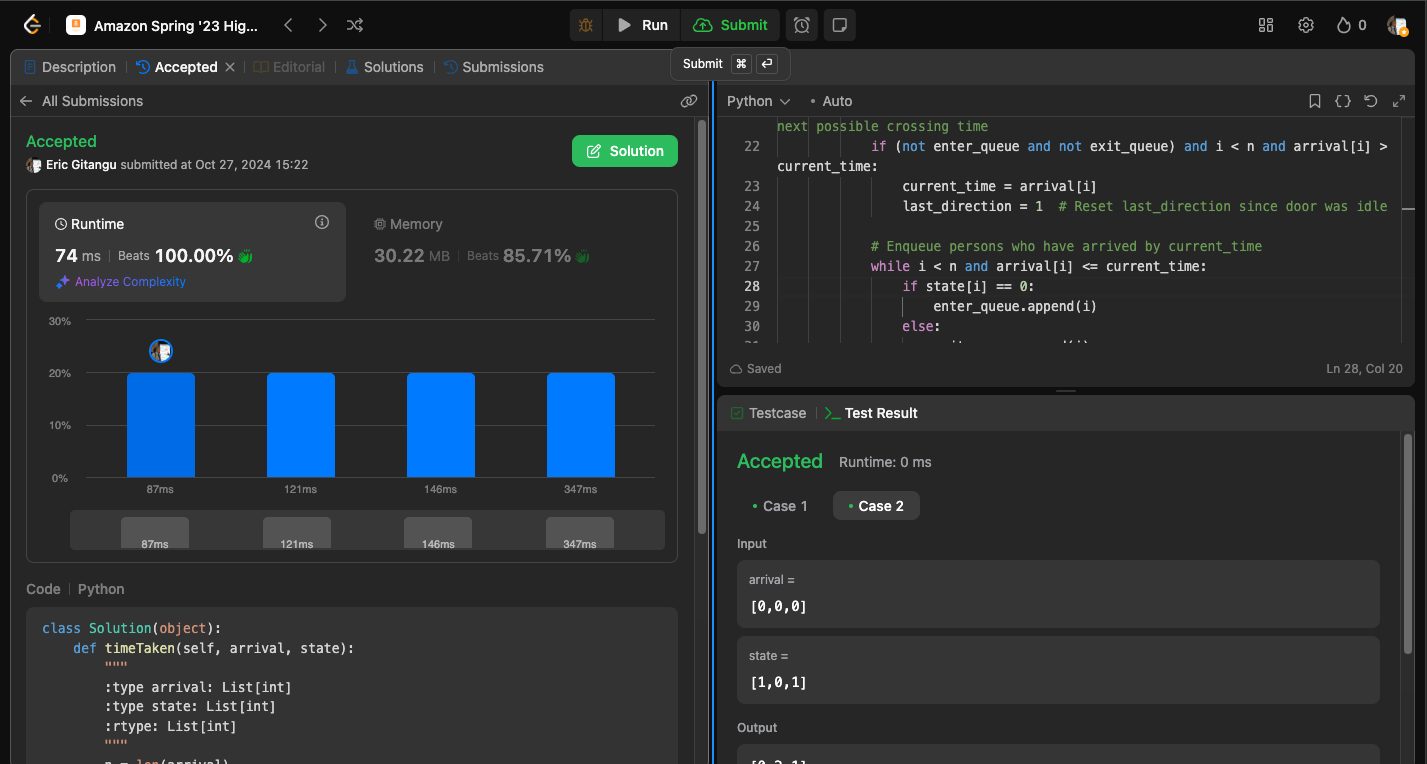 Amazon Spring '23 Hig...
Run
Submit
0
Description
Accepted
Editorial
Solutions
Submissions
Submit ⌘
All Submissions
Accepted
Eric Gitangu submitted at Oct 27, 2024 15:22
Solution
Runtime
74 ms | Beats 100.00%
Analyze Complexity
Memory
30.22 MB | Beats 85.71%
30%
20%
10%
0%
87ms
121ms
146ms
347ms
87ms
121ms
146ms
347ms
Code | Python
class Solution(object):
def timeTaken(self, arrival, state):
"""
:type arrival: List[int]
:type state: List[int]
:rtype: List[int]
"""
n = len(arrival)
Python
Auto
next possible crossing time
22 if (not enter_queue and not exit_queue) and i < n and arrival[i] >
current_time:
23 current_time = arrival[i]
24 last_direction = 1 # Reset last_direction since door was idle
25
26 # Enqueue persons who have arrived by current_time
27 while i < n and arrival[i] <= current_time:
28 if state[i] == 0:
29 enter_queue.append(i)
30 else:
Saved
Ln 28, Col 20
Testcase
Test Result
Accepted
Runtime: 0 ms
Case 1
Case 2
Input
arrival =
[0,0,0]
state =
[1,0,1]
Output
[0,2,1]